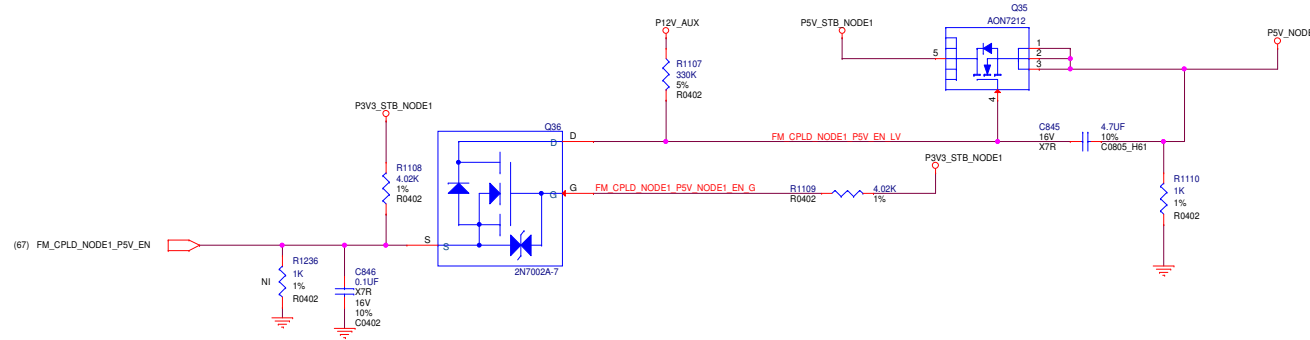 Q35
AON7212
P12V_AUX
P5V_STB_NODE1
P5V_NODE
1
2
3
5
4
R1107
330K
5%
R0402
P3V3_STB_NODE1
Q36
D
D
FM_CPLD_NODE1_P5V_EN_LV
C845
16V
X7R
4.7UF
10%
C0805_H61
P3V3_STB_NODE1
R1108
4.02K
1%
R0402
G
G
FM_CPLD_NODE1_P5V_NODE1_EN_G
R1109
R0402
4.02K
1%
R1110
1K
1%
R0402
(67) FM_CPLD_NODE1_P5V_EN
S
S
2N7002A-7
NI
R1236
1K
1%
R0402
C846
0.1UF
X7R
16V
10%
C0402